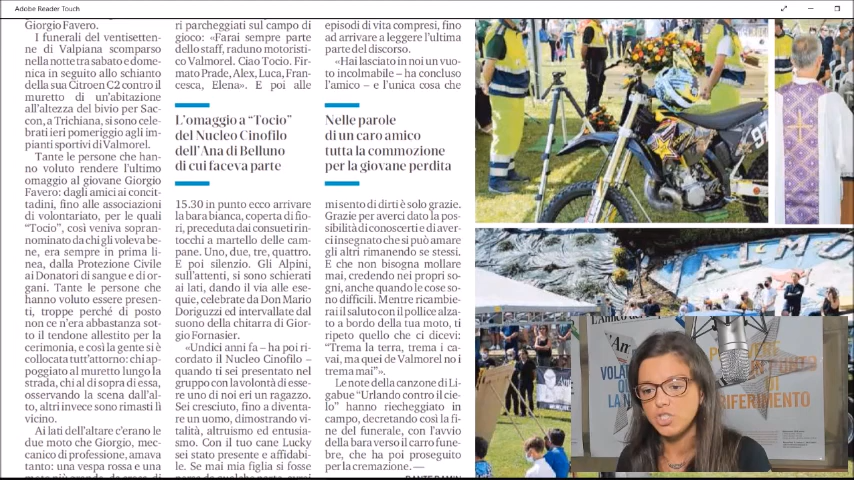 Adobe Reader Touch
Giorgio Favero.
I funerali del ventisetten-
ne di Valpiana scomparso
nella notte tra sabato e dome-
nica in seguito allo schianto
della sua Citroen C2 contro il
muretto di un'abitazione
all'altezza del bivio per Sac-
con, a Trichiana, si sono cele-
brati ieri pomeriggio agli im-
pianti sportivi di Valmorel.
Tante le persone che han-
no voluto rendere l'ultimo
omaggio al giovane Giorgio
Favero: dagli amici ai concit-
tadini, fino alle associazioni
di volontariato, per le quali
"Tocio", così veniva sopran-
nominato da chi gli voleva be-
ne, era sempre in prima li-
nea, dalla Protezione Civile
ai Donatori di sangue e di or-
gani. Tante le persone che
hanno voluto essere presen-
ti, troppe perché di posto
non ce n'era abbastanza sot-
to il tendone allestito per la
cerimonia, e così la gente si è
collocata tutt'attorno: chi ap-
poggiato al muretto lungo la
strada, chi al di sopra di essa,
osservando la scena dall'al-
to, altri invece sono rimasti lì
vicino.
Ai lati dell'altare c'erano le
due moto che Giorgio, mec-
canico di professione, amava
tanto: una vespa rossa e una
ri parcheggiati sul campo di
gioco: «Farai sempre parte
dello staff, raduno motoristi-
co Valmorel. Ciao Tocio. Fir-
mato Prade, Alex, Luca, Fran-
cesca, Elena». E poi alle
L'omaggio a "Tocio"
del Nucleo Cinofilo
dell'Ana di Belluno
di cui faceva parte
15.30 in punto ecco arrivare
la bara bianca, coperta di fio-
ri, preceduta dai consueti rin-
tocchi a martello delle cam-
pane. Uno, due, tre, quattro.
E poi silenzio. Gli Alpini,
sull'attenti, si sono schierati
ai lati, dando il via alle ese-
quie, celebrate da Don Mario
Doriguzzi ed intervallate dal
suono della chitarra di Gior-
gio Fornasier.
«Undici anni fa – ha poi ri-
cordato il Nucleo Cinofilo –
quando ti sei presentato nel
gruppo con la volontà di esse-
re uno di noi eri un ragazzo.
Sei cresciuto, fino a diventa-
re un uomo, dimostrando vi-
talità, altruismo ed entusia-
smo. Con il tuo cane Lucky
sei stato presente e affidabi-
le. Se mai mia figlia si fosse
episodi di vita compresi, fino
ad arrivare a leggere l'ultima
parte del discorso.
«Hai lasciato in noi un vuo-
to incolmabile – ha concluso
l'amico – e l'unica cosa che
Nelle parole
di un caro amico
tutta la commozione
per la giovane perdita
mi sento di dirti è solo grazie.
Grazie per averci dato la pos-
sibilità di conoscerti e di aver-
ci insegnato che si può amare
gli altri rimanendo se stessi.
E che non bisogna mollare
mai, credendo nei propri so-
gni, anche quando le cose so-
no difficili. Mentre ricambie-
rai il saluto con il pollice alza-
to a bordo della tua moto, ti
ripeto quello che ci dicevi:
"Trema la terra, trema i ca-
vai, ma quei de Valmorel no i
trema mai"».
Le note della canzone di Li-
gabue "Urlando contro il cie-
lo" hanno riecheggiato in
campo, decretando così la fi-
ne del funerale, con l'avvio
della bara verso il carro fune-
bre, che ha poi proseguito
per la cremazione.—
RIFERIMENTO